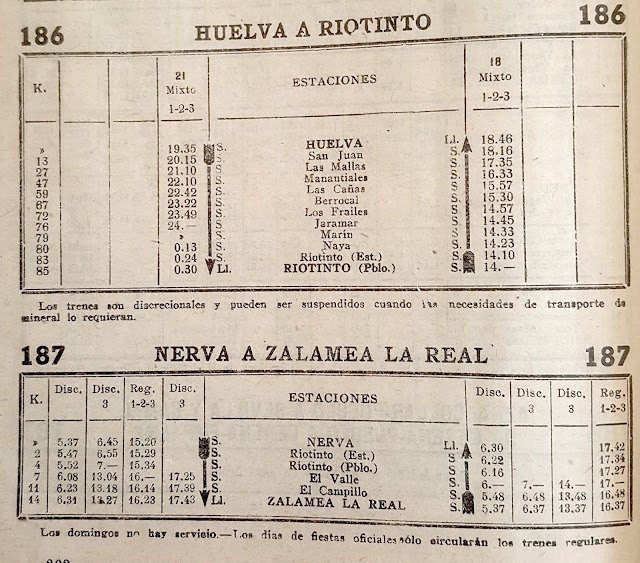 186 HUELVA A RIOTINTO 186
K. 21 Mixto 1-2-3 ESTACIONES 18 Mixto 1-2-3
» 19.35 S. HUELVA Ll. 18.46
13 20.15 S. San Juan S. 18.16
27 21.10 S. Las Mallas S. 17.35
47 22.10 S. Manantiales S. 16.33
59 22.42 S. Las Cañas S. 15.57
67 23.22 S. Berrocal S. 15.30
72 23.49 S. Los Frailes S. 14.57
76 24.— S. Jaramar S. 14.45
79 » S. Marín S. 14.33
80 0.13 S. Naya S. 14.23
83 0.24 S. Riotinto (Est.) S. 14.10
85 0.30 Ll. RIOTINTO (Pblo.) S. 14.—
Los trenes son discrecionales y pueden ser suspendidos cuando las necesidades de transporte de
mineral lo requieran.
187 NERVA A ZALAMEA LA REAL 187
K. Disc. Disc. 3 Reg. 1-2-3 Disc. 3 ESTACIONES Disc. Disc. 3 Disc. 3 Reg. 1-2-3
» 5.37 6.45 15.20 S. NERVA Ll. 6.30 17.42
2 5.47 6.55 15.29 S. Riotinto (Est.) S. 6.22 17.34
4 5.52 7.— 15.34 S. Riotinto (Pblo.) S. 6.16 17.27
7 6.08 13.04 16.— 17.25 S. El Valle S. 6.— 7.— 14.— 17.—
11 6.23 13.18 16.14 17.39 S. El Campillo S. 5.48 6.48 13.48 16.48
14 6.31 13.27 16.23 17.43 Ll. ZALAMEA LA REAL S. 5.37 6.37 13.37 16.37
Los domingos no hay servicio.—Los días de fiestas oficiales sólo circularán los trenes regulares.